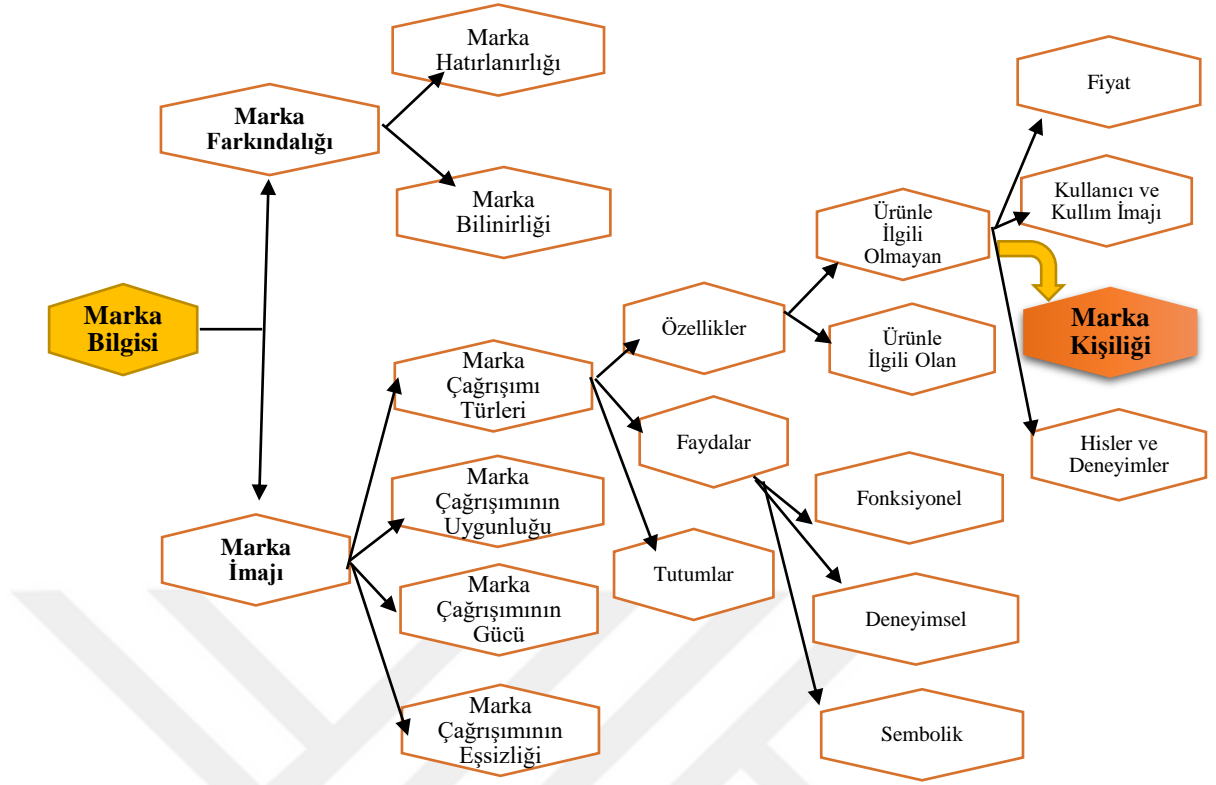 Marka
Hatırlanırlığı
Marka
Farkındalığı
Marka
Bilinirliği
Marka
Bilgisi
Marka
İmajı
Marka
Çağrışımı
Türleri
Marka
Çağrışımının
Uygunluğu
Marka
Çağrışımının
Gücü
Marka
Çağrışımının
Eşsizliği
Özellikler
Faydalar
Tutumlar
Ürünle
İlgili
Olmayan
Ürünle
İlgili Olan
Fonksiyonel
Deneyimsel
Sembolik
Fiyat
Kullanıcı ve
Kullım İmajı
Marka
Kişiliği
Hisler ve
Deneyimler